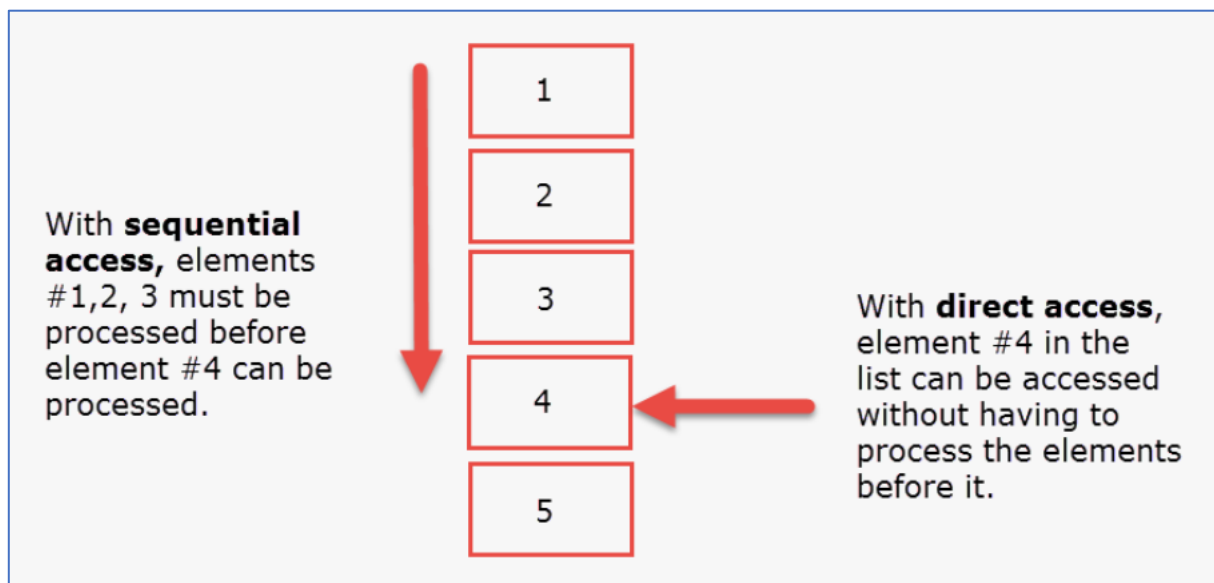 1
2
3
4
5
With sequential
access, elements
#1,2, 3 must be
processed before
element #4 can be
processed.
With direct access,
element #4 in the
list can be accessed
without having to
process the elements
before it.